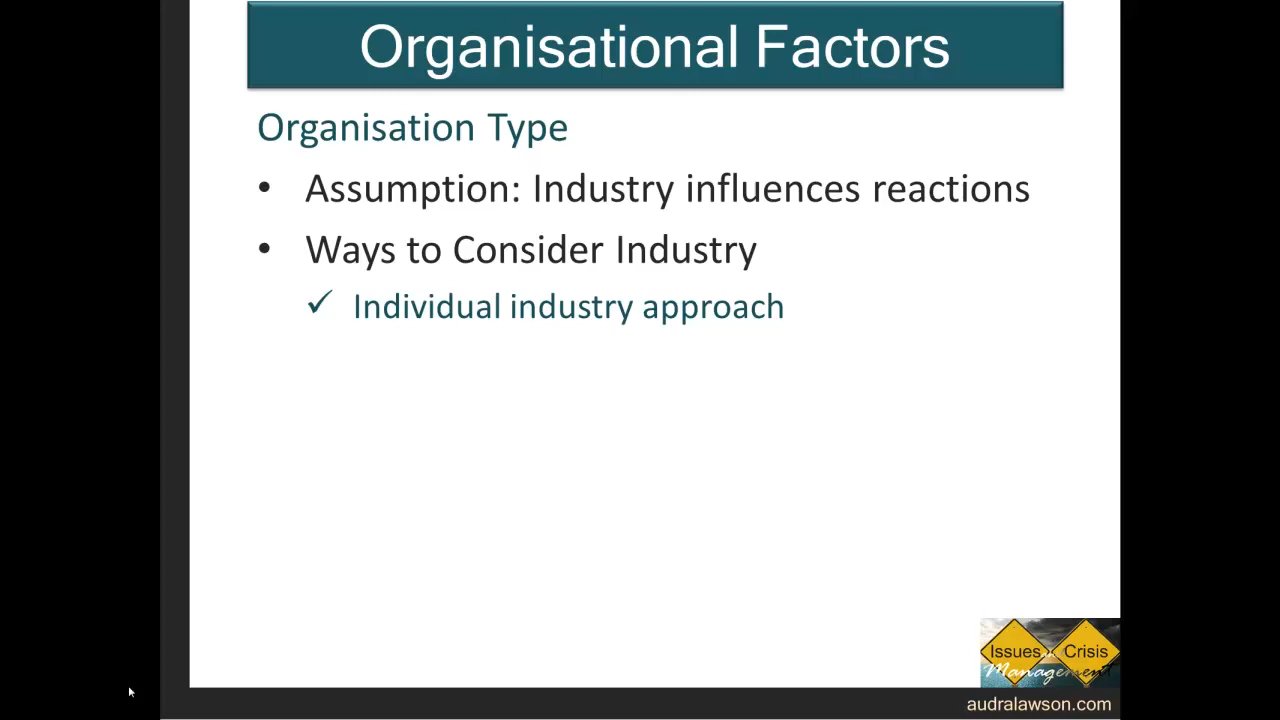 Organisational Factors
Organisation Type
• Assumption: Industry influences reactions
• Ways to Consider Industry
✓ Individual industry approach
Issues Crisis
Management
audralawson.com